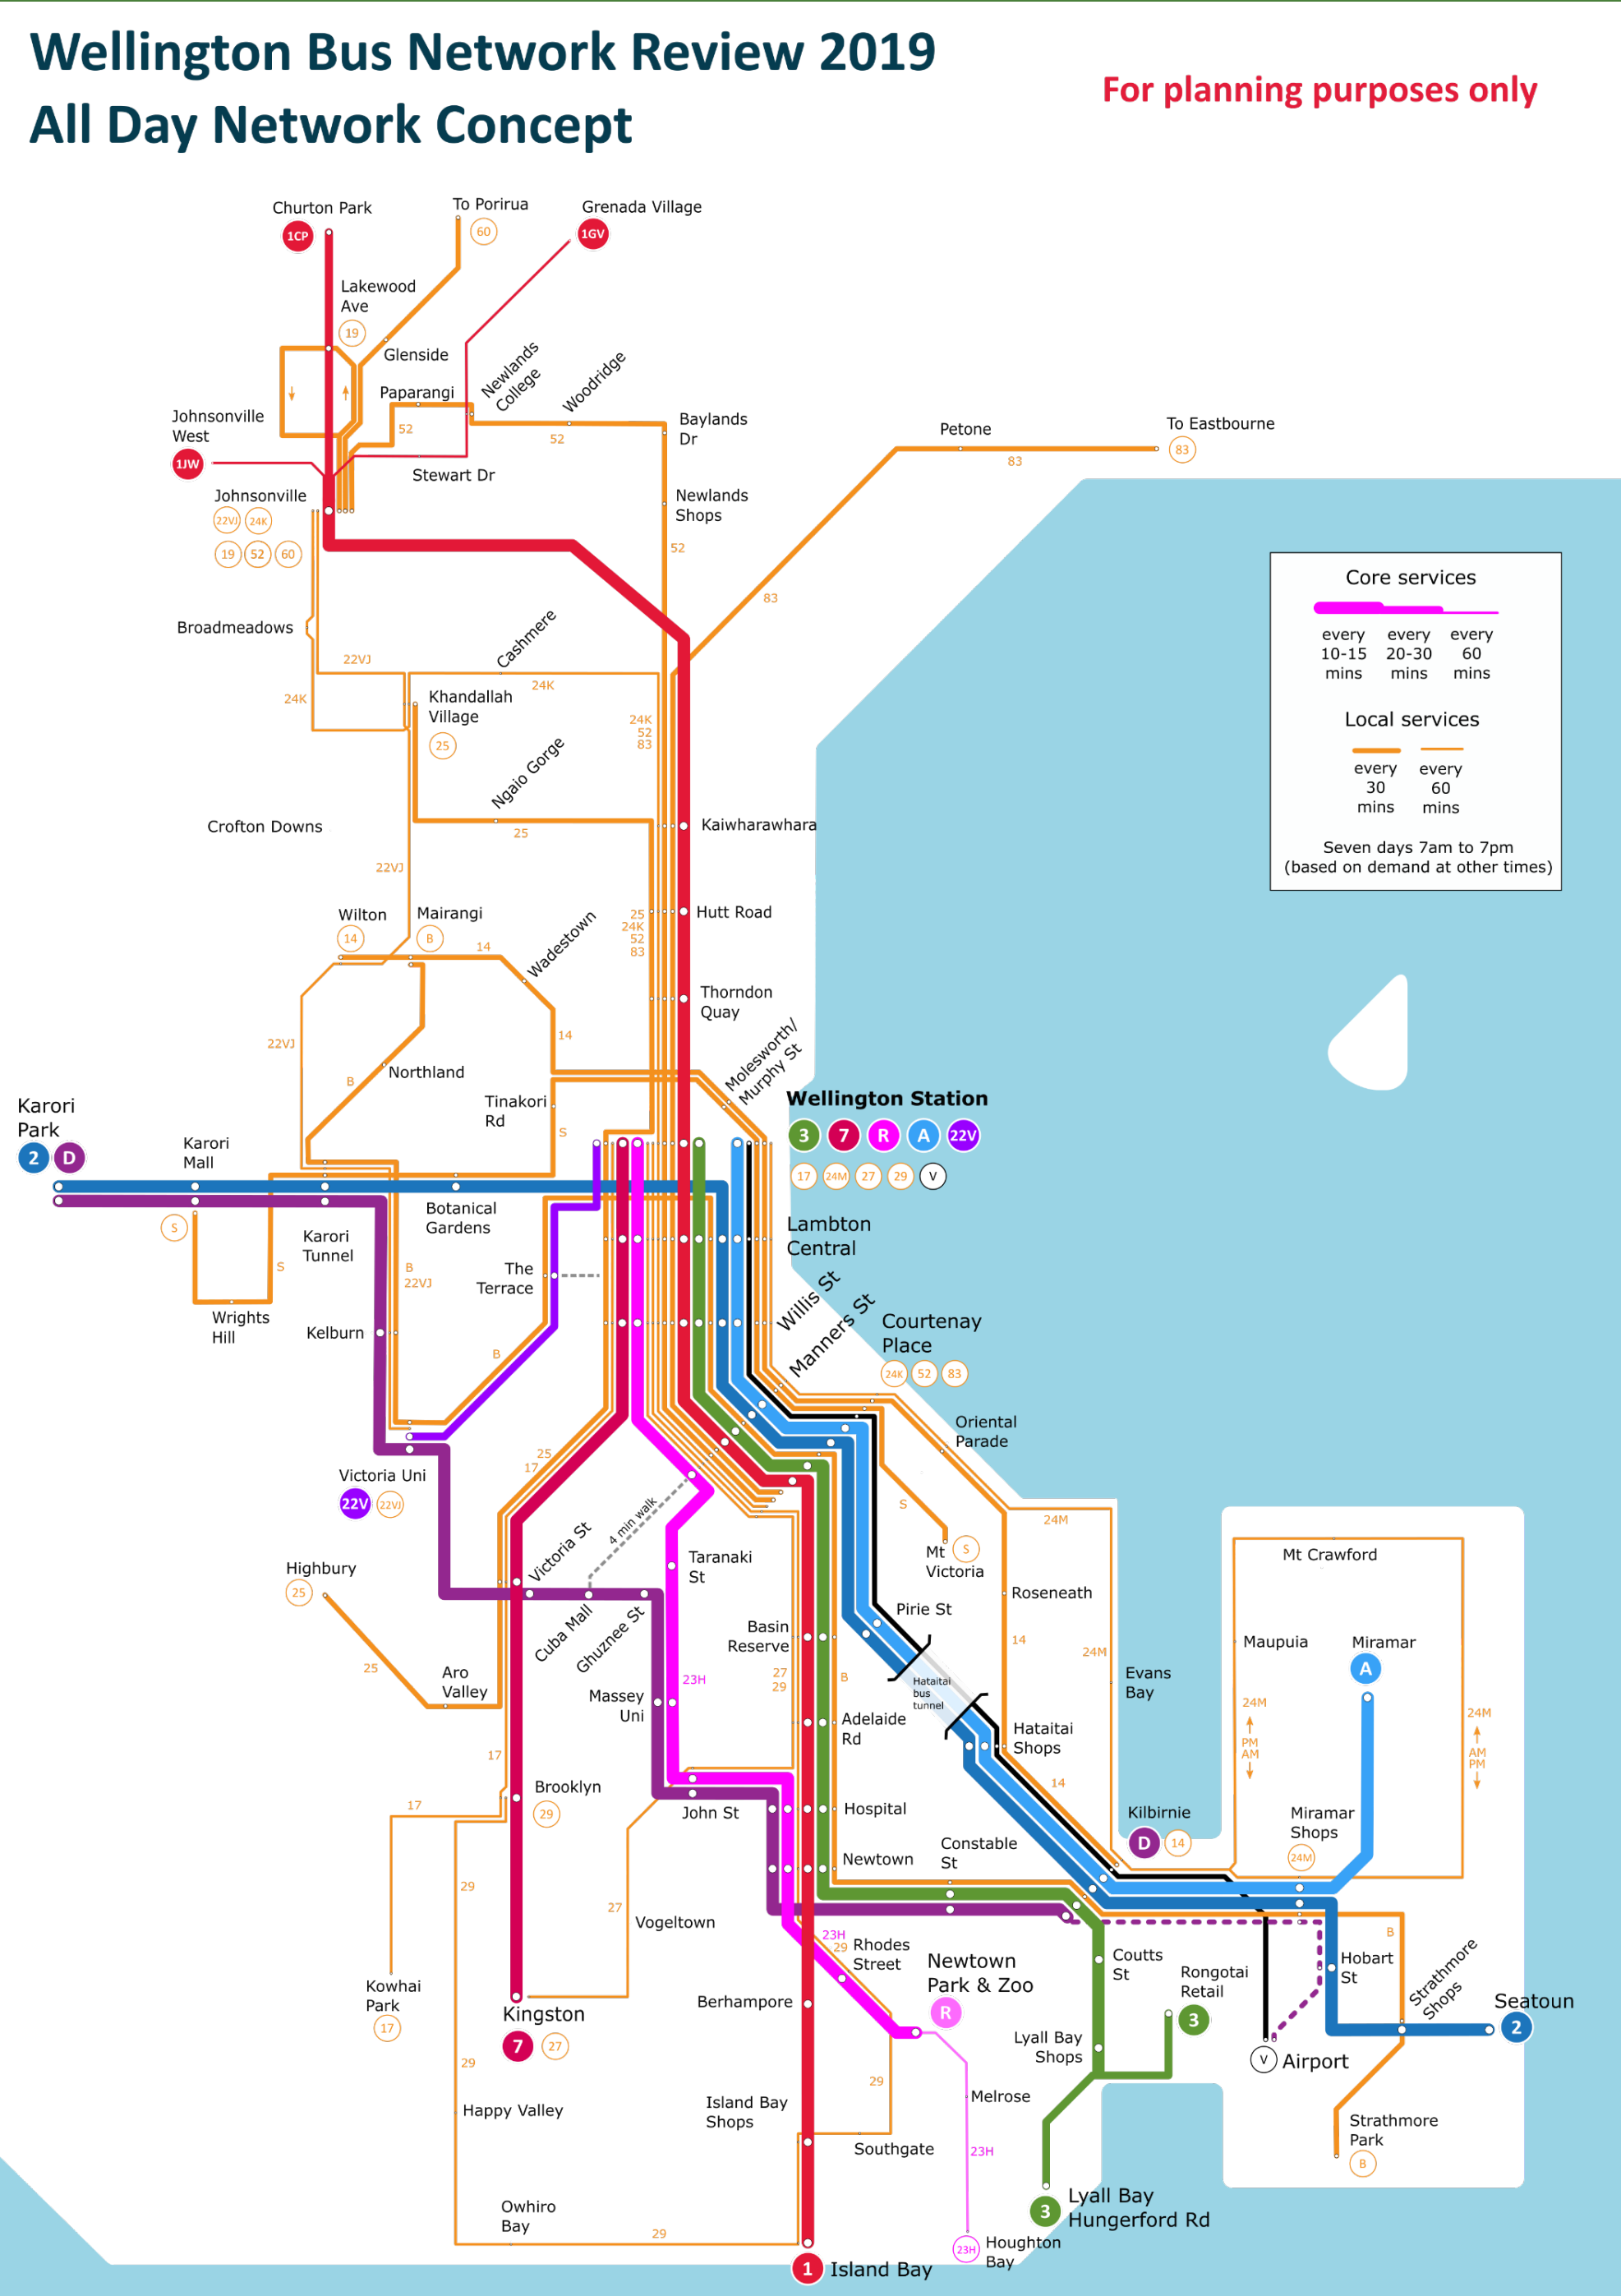 Wellington Bus Network Review 2019
All Day Network Concept
For planning purposes only
Churton Park
1CP
To Porirua
60
Grenada Village
1GV
Lakewood
Ave
19
Glenside
Paparangi
52
Newlands
College
Woodridge
52
Baylands
Dr
Johnsonville
West
1JW
Stewart Dr
Petone
83
To Eastbourne
83
Johnsonville
22VJ 24K
19 52 60
Newlands
Shops
52
83
Core services
every
10-15
mins
every
20-30
mins
every
60
mins
Local services
every
30
mins
every
60
mins
Seven days 7am to 7pm
(based on demand at other times)
Broadmeadows
22VJ
24K
Cashmere
24K
Khandallah
Village
25
24K
52
83
Ngaio Gorge
25
Crofton Downs
Kaiwharawhara
22VJ
Wilton
14
Mairangi
B
14
Wadestown
25
24K
52
83
Hutt Road
Thorndon
Quay
14
22VJ
B
Northland
Molesworth/
Murphy St
Tinakori
Rd
S
Karori
Park
2 D
Karori
Mall
Wellington Station
3 7 R A 22V
17 24M 27 29 V
S
Karori
Tunnel
Botanical
Gardens
Lambton
Central
S
B
22VJ
The
Terrace
Wrights
Hill
Kelburn
B
Willis St
Manners St
Courtenay
Place
24K 52 83
Oriental
Parade
25
17
Victoria Uni
22V 22VJ
S
24M
Mt
Victoria
S
Mt Crawford
4 min walk
Victoria St
Highbury
25
Taranaki
St
Cuba Mall
Ghuznee St
Roseneath
Pirie St
Basin
Reserve
27
29
B
14
24M
Maupuia
Miramar
A
25
Aro
Valley
23H
Massey
Uni
Hataitai
bus
tunnel
Evans
Bay
24M
PM
AM
24M
AM
PM
Adelaide
Rd
Hataitai
Shops
14
17
17
Brooklyn
29
John St
Hospital
Kilbirnie
D 14
Miramar
Shops
24M
Newtown
Constable
St
29
27
Vogeltown
23H
29
Rhodes
Street
B
Coutts
St
Hobart
St
Strathmore
Shops
Kowhai
Park
17
Kingston
7 27
Berhampore
Newtown
Park & Zoo
R
Rongotai
Retail
3
Seatoun
2
Lyall Bay
Shops
V Airport
29
29
Happy Valley
Island Bay
Shops
Melrose
Southgate
23H
Strathmore
Park
B
Owhiro
Bay
29
3
Lyall Bay
Hungerford Rd
23H
Houghton
Bay
1 Island Bay